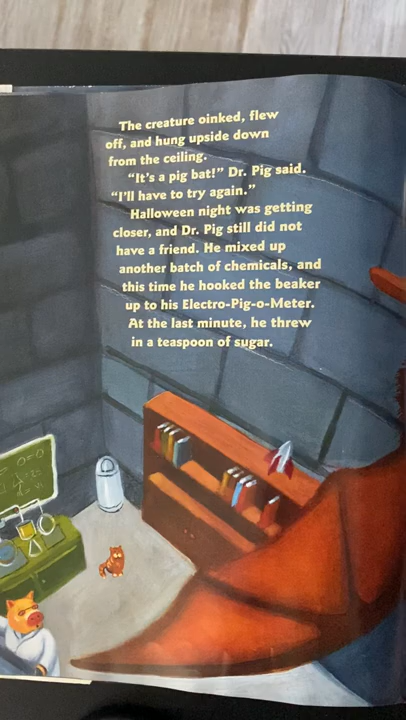 The creature oinked, flew
off, and hung upside down
from the ceiling.
"It's a pig bat!" Dr. Pig said.
"I'll have to try again."
Halloween night was getting
closer, and Dr. Pig still did not
have a friend. He mixed up
another batch of chemicals, and
this time he hooked the beaker
up to his Electro-Pig-o-Meter.
At the last minute, he threw
in a teaspoon of sugar.